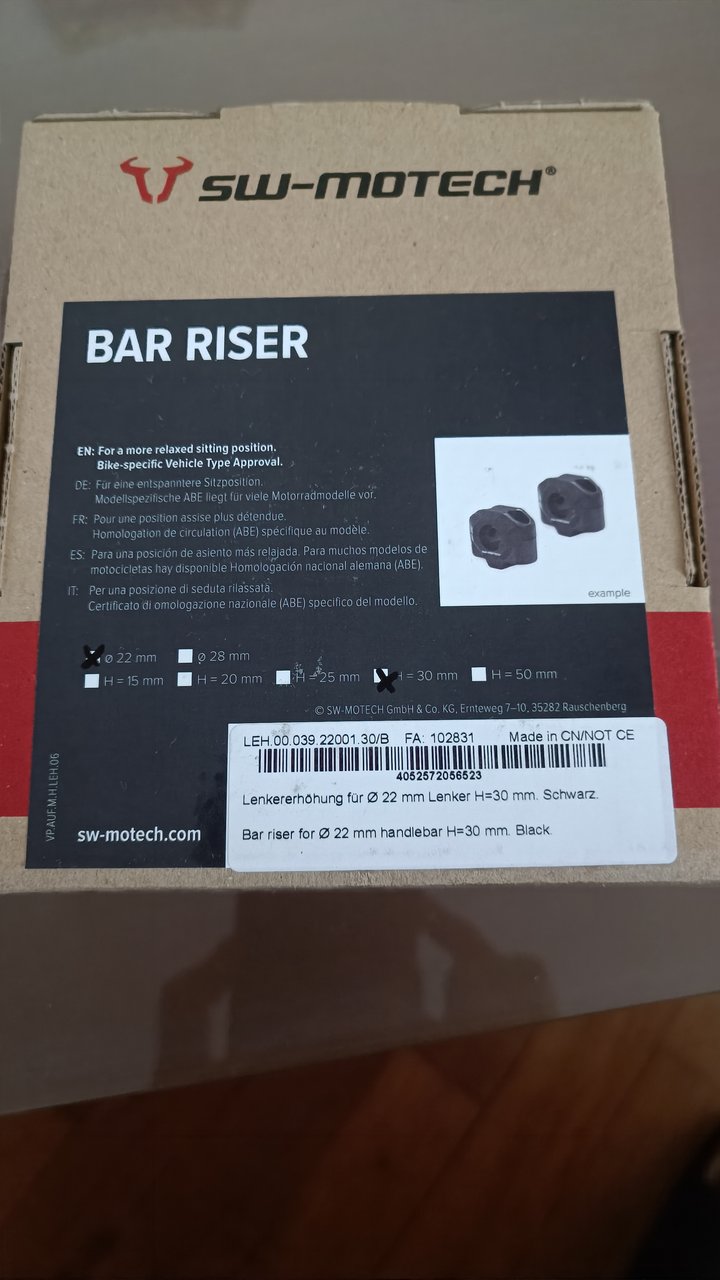 SW-MOTECH®
BAR RISER
EN: For a more relaxed sitting position.
Bike-specific Vehicle Type Approval.
DE: Für eine entspanntere Sitzposition.
Modellspezifische ABE liegt für viele Motorradmodelle vor.
FR: Pour une position assise plus détendue.
Homologation de circulation (ABE) spécifique au modèle.
ES: Para una posición de asiento más relajada. Para muchos modelos de
motocicletas hay disponible Homologación nacional alemana (ABE).
IT: Per una posizione di seduta rilassata.
Certificato di omologazione nazionale (ABE) specifico del modello.
example
Ø 22 mm Ø 28 mm
H = 15 mm H = 20 mm H = 25 mm H = 30 mm H = 50 mm
© SW-MOTECH GmbH & Co. KG, Ernteweg 7–10, 35282 Rauschenberg
LEH.00.039.22001.30/B FA: 102831 Made in CN/NOT CE
4052572056523
Lenkererhöhung für Ø 22 mm Lenker H=30 mm. Schwarz.
Bar riser for Ø 22 mm handlebar H=30 mm. Black.
VP.AUF.M.H.LEH.06
sw-motech.com